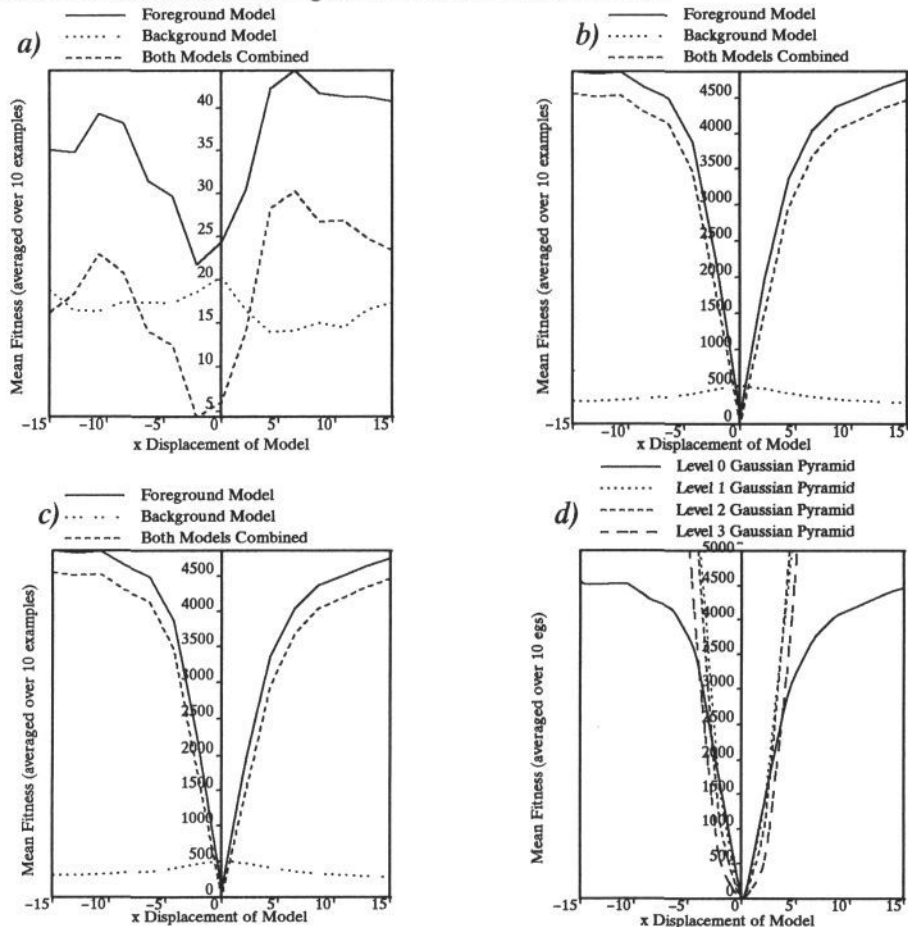 a)
Foreground Model
Background Model
Both Models Combined
Mean Fitness (averaged over 10 examples)
40
35
30
25
20
15
10
5
-15 -10' -5' 0 5' 10' 15
x Displacement of Model
b)
Foreground Model
Background Model
Both Models Combined
Mean Fitness (averaged over 10 examples)
4500
4000
3500
3000
2500
2000
1500
1000
500
0
-15 -10' -5' 0' 5' 10' 15
x Displacement of Model
c)
Foreground Model
Background Model
Both Models Combined
Mean Fitness (averaged over 10 examples)
4500
4000
3500
3000
2500
2000
1500
1000
500
0
-15 -10' -5' 0' 5' 10' 15
x Displacement of Model
d)
Level 0 Gaussian Pyramid
Level 1 Gaussian Pyramid
Level 2 Gaussian Pyramid
Level 3 Gaussian Pyramid
Mean Fitness (averaged over 10 egs)
5000
4500
4000
3500
3000
2500
2000
1500
1000
500
0
-15 -10' -5' 0' 5' 10' 15
x Displacement of Model